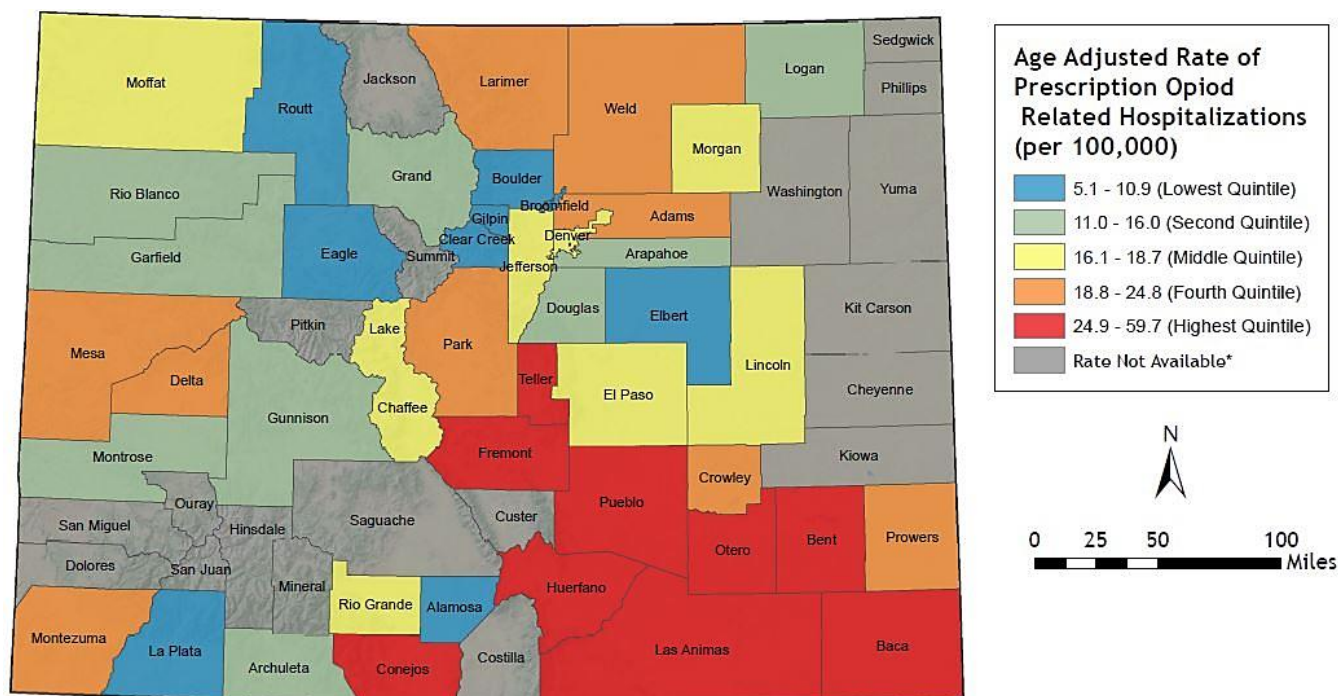 Moffat
Routt
Jackson
Larimer
Weld
Logan
Sedgwick
Phillips
Morgan
Washington
Yuma
Rio Blanco
Grand
Boulder
Broomfield
Gilpin
Clear Creek
Adams
Denver
Arapahoe
Jefferson
Garfield
Eagle
Summit
Douglas
Elbert
Lincoln
Kit Carson
Pitkin
Lake
Park
Mesa
Delta
Teller
El Paso
Cheyenne
Gunnison
Chaffee
Montrose
Fremont
Kiowa
Crowley
Ouray
San Miguel
Hinsdale
Saguache
Custer
Pueblo
Otero
Bent
Prowers
Dolores
San Juan
Mineral
Rio Grande
Alamosa
Huerfano
Montezuma
La Plata
Archuleta
Conejos
Costilla
Las Animas
Baca
Age Adjusted Rate of
Prescription Opiod
Related Hospitalizations
(per 100,000)
5.1 - 10.9 (Lowest Quintile)
11.0 - 16.0 (Second Quintile)
16.1 - 18.7 (Middle Quintile)
18.8 - 24.8 (Fourth Quintile)
24.9 - 59.7 (Highest Quintile)
Rate Not Available*
N
0 25 50 100
Miles